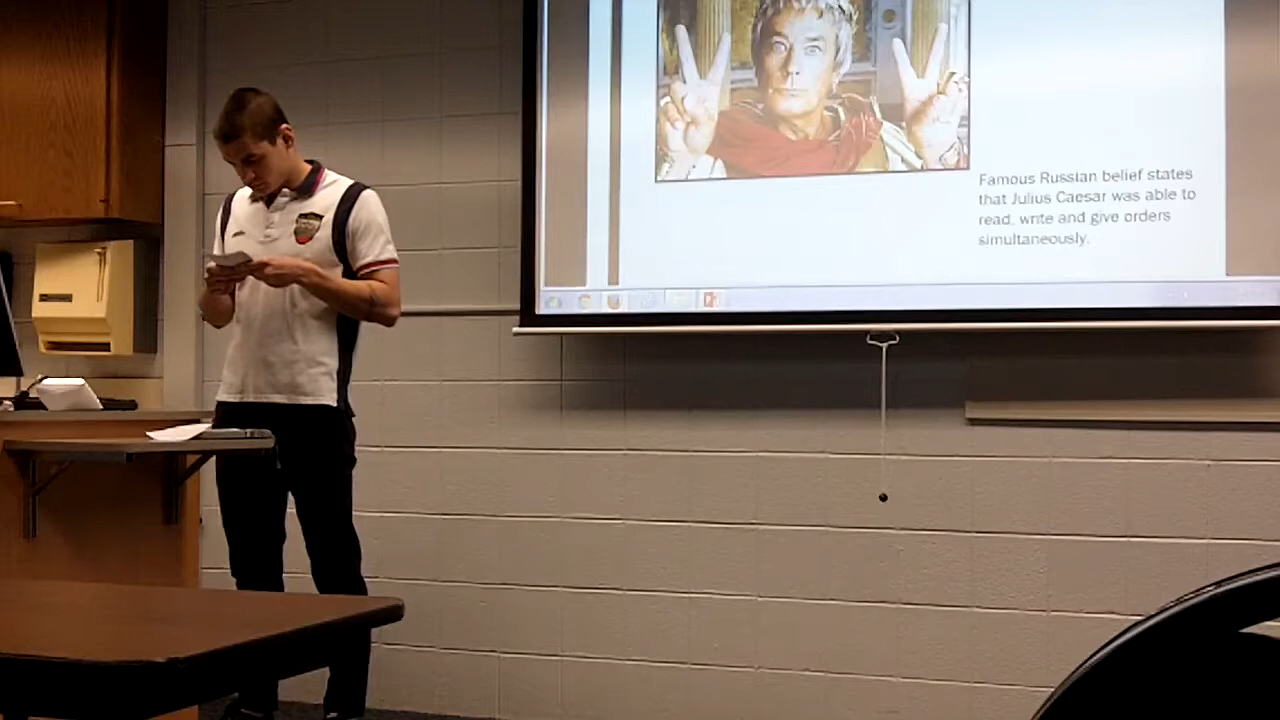 Famous Russian belief states
that Julius Caesar was able to
read, write and give orders
simultaneously.